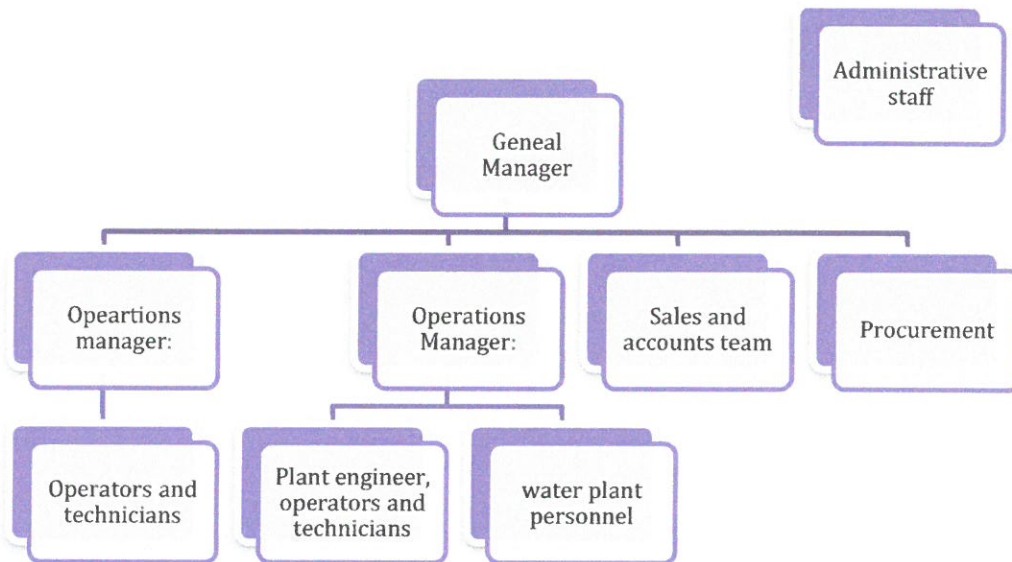 Administrative
staff
Geneal
Manager
Opeartions
manager:
Operations
Manager:
Sales and
accounts team
Procurement
Operators and
technicians
Plant engineer,
operators and
technicians
water plant
personnel